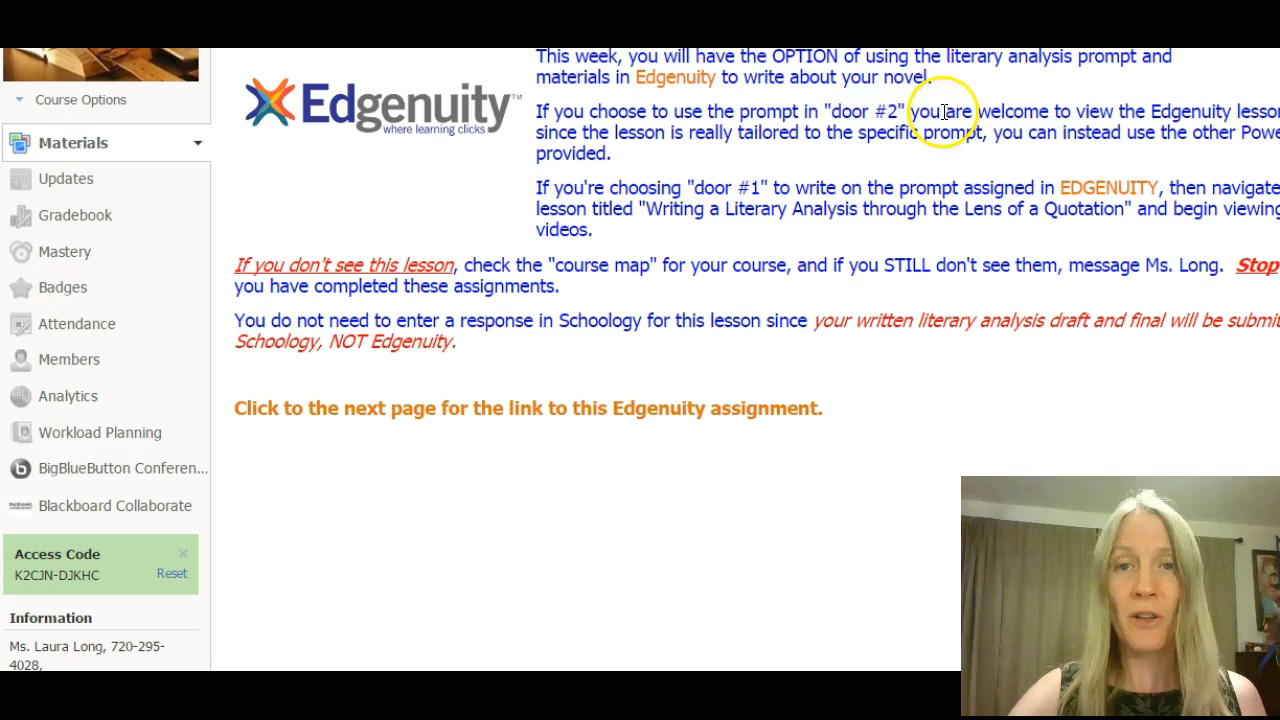 Course Options
Materials
Updates
Gradebook
Mastery
Badges
Attendance
Members
Analytics
Workload Planning
BigBlueButton Conferen...
Blackboard Collaborate
Access Code
K2CJN-DJKHC
Reset
Information
Ms. Laura Long, 720-295-
4028,
Edgenuity™
where learning clicks
This week, you will have the OPTION of using the literary analysis prompt and
materials in Edgenuity to write about your novel.
If you choose to use the prompt in "door #2" you are welcome to view the Edgenuity
since the lesson is really tailored to the specific prompt, you can instead use the other
provided.
If you're choosing "door #1" to write on the prompt assigned in EDGENUITY, then navigate
lesson titled "Writing a Literary Analysis through the Lens of a Quotation" and begin
videos.
If you don't see this lesson, check the "course map" for your course, and if you STILL don't see them, message Ms. Long. Stop
you have completed these assignments.
You do not need to enter a response in Schoology for this lesson since your written literary analysis draft and final will be
Schoology, NOT Edgenuity.
Click to the next page for the link to this Edgenuity assignment.